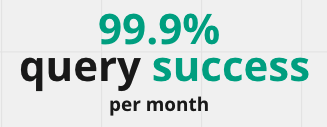 99.9%
query success
per month